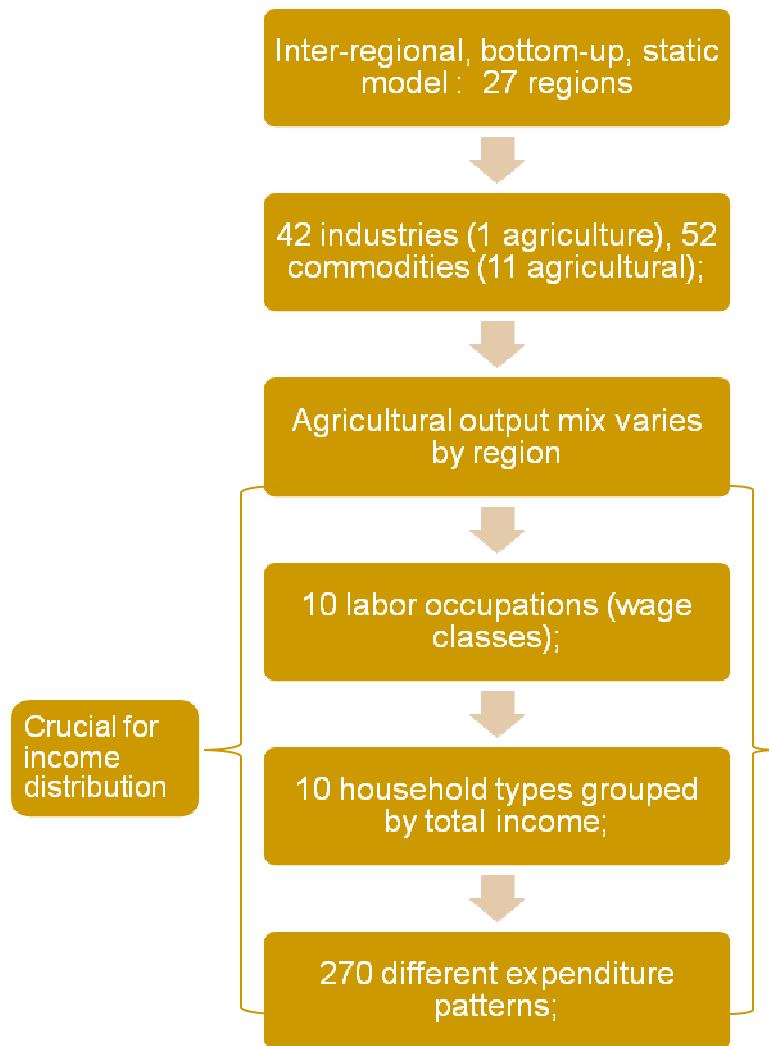 Inter-regional, bottom-up, static
model :  27 regions
42 industries (1 agriculture), 52
commodities (11 agricultural);
Agricultural output mix varies
by region
10 labor occupations (wage
classes);
Crucial for
income
distribution
10 household types grouped
by total income;
270 different expenditure
patterns;